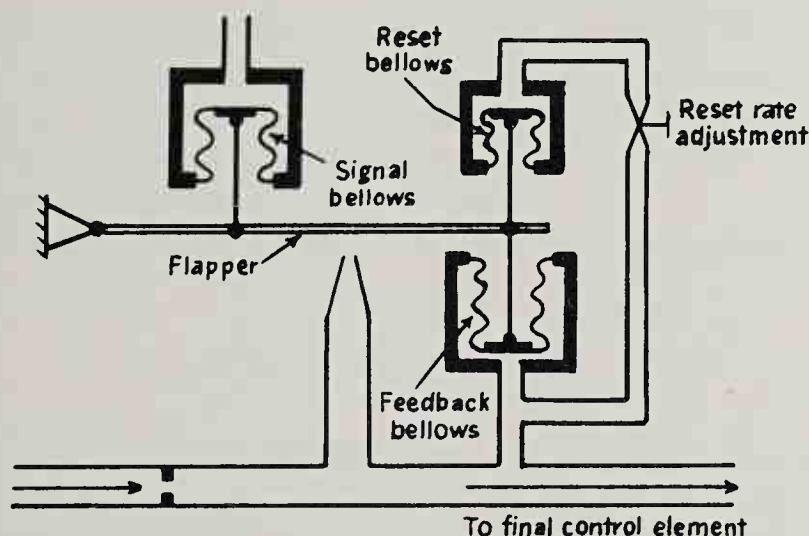 Reset
bellows
Reset rate
adjustment
Signal
bellows
Flapper
Feedback
bellows
To final control element